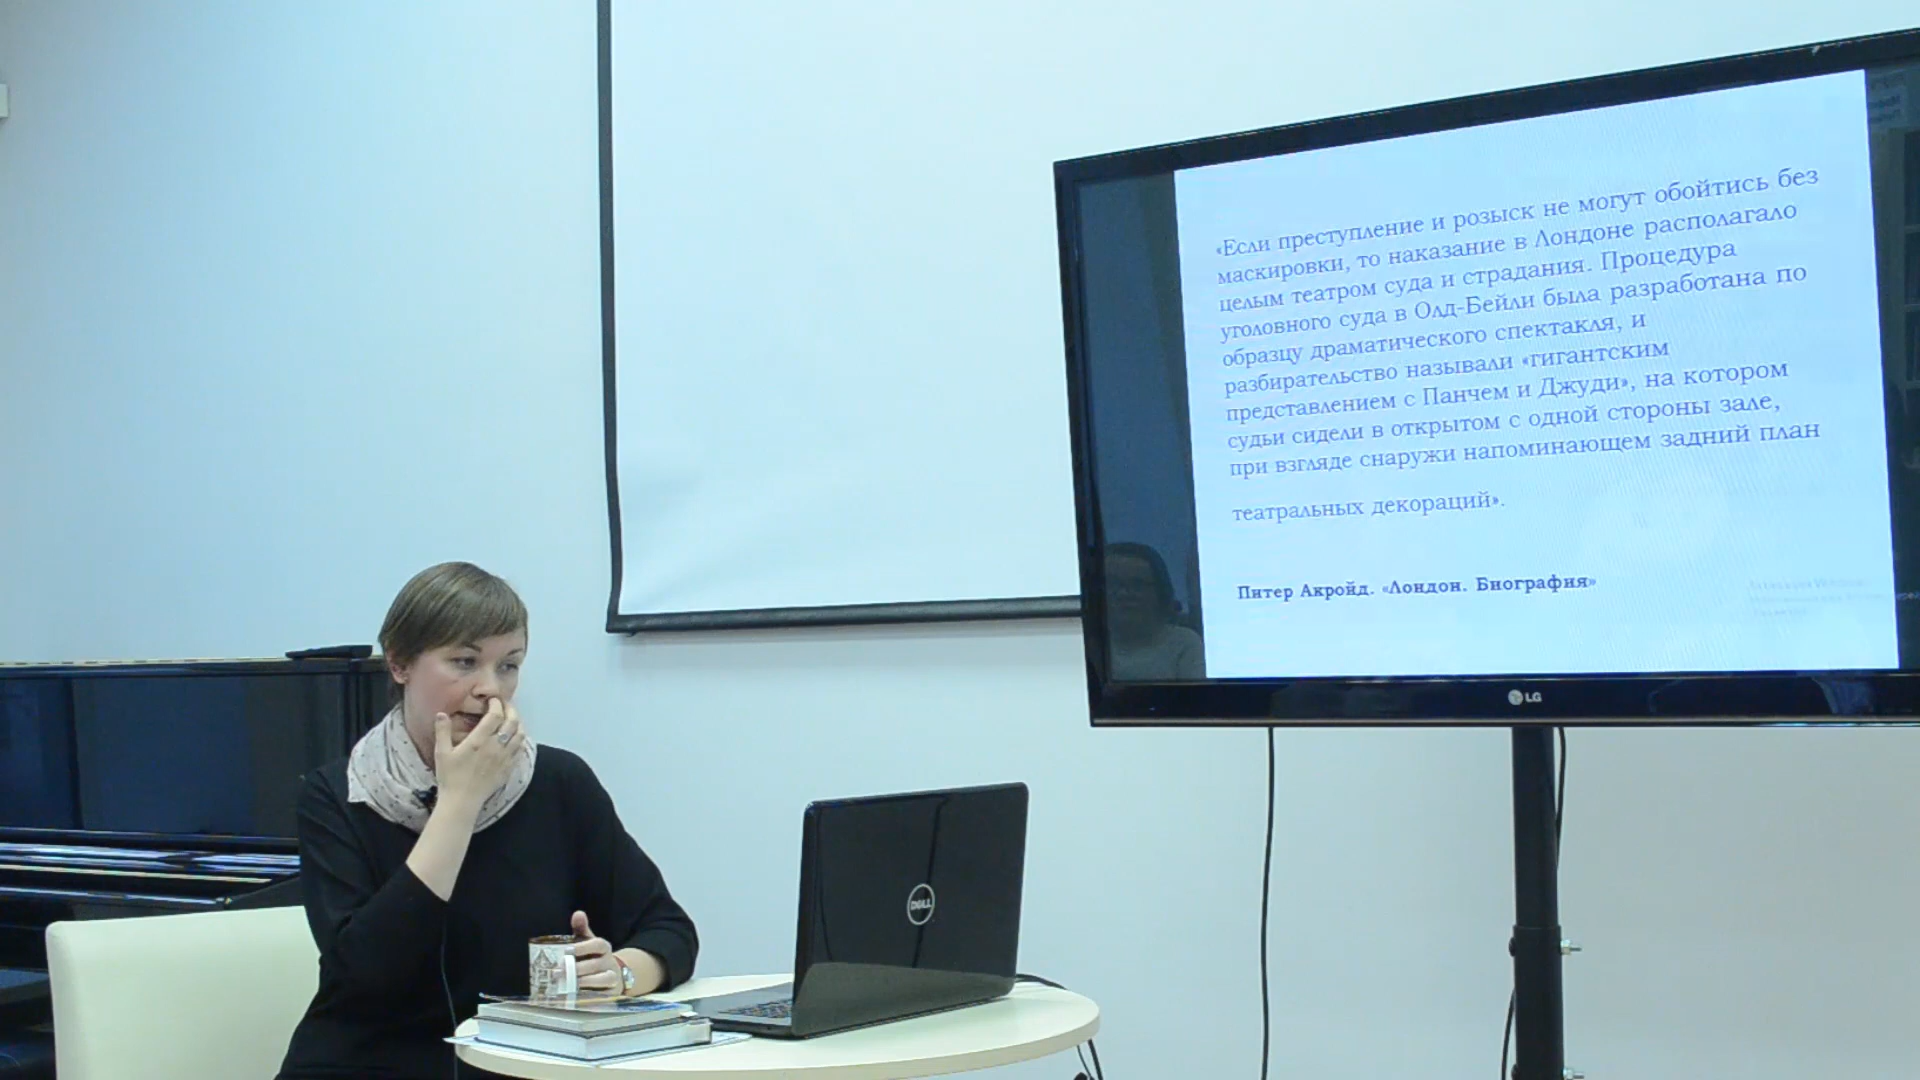 «Если преступление и розыск не могут обойтись без
маскировки, то наказание в Лондоне располагало
целым театром суда и страдания. Процедура
уголовного суда в Олд-Бейли была разработана по
образцу драматического спектакля, и
разбирательство называли «гигантским
представлением с Панчем и Джуди», на котором
судьи сидели в открытом с одной стороны зале,
при взгляде снаружи напоминающем задний план
театральных декораций».
Питер Акройд. «Лондон. Биография»
LG
DELL